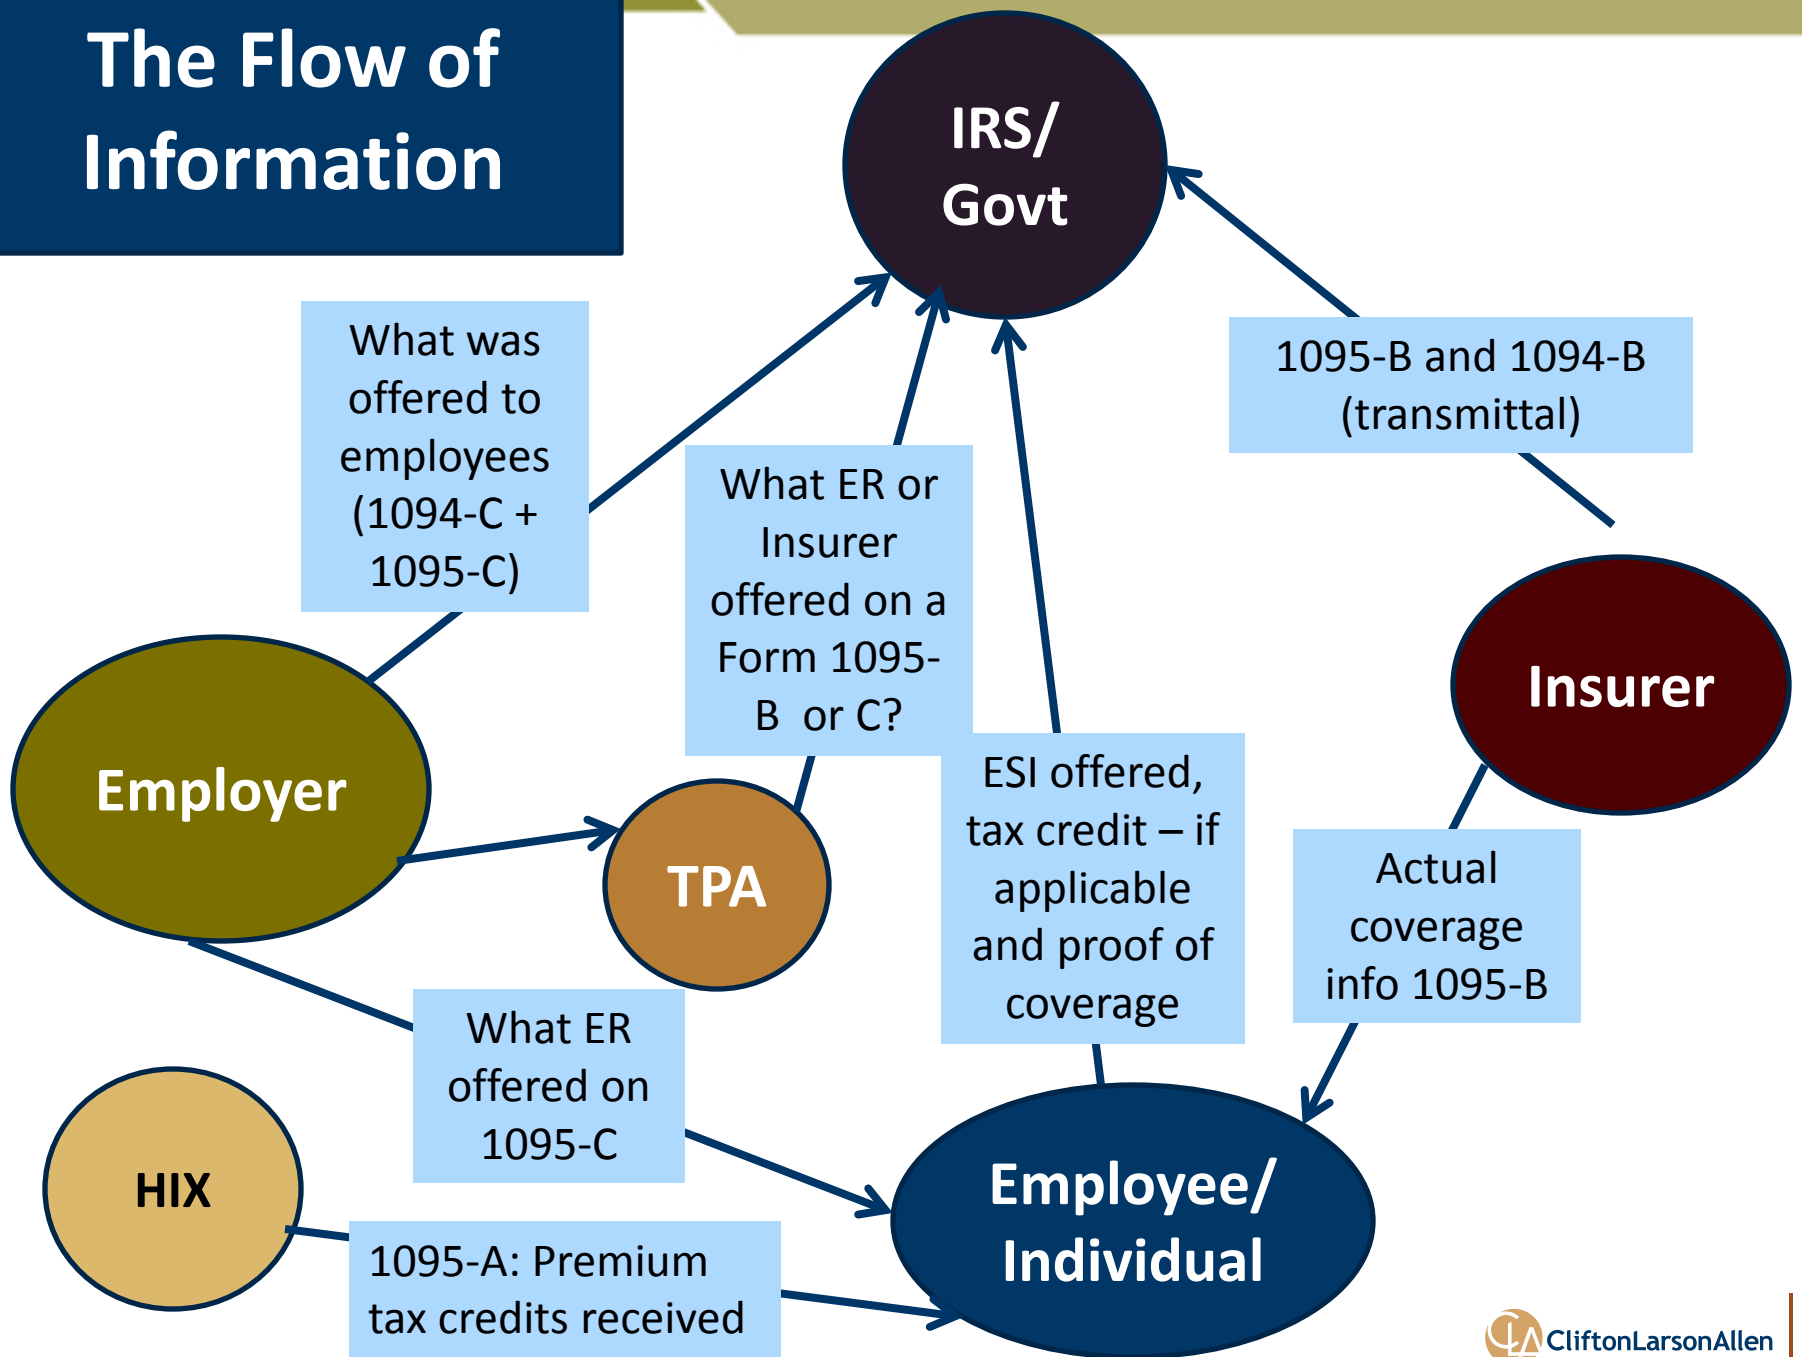 The Flow of
Information
IRS/
Govt
What was
offered to
employees
(1094-C +
1095-C)
1095-B and 1094-B
(transmittal)
What ER or
Insurer
offered on a
Form 1095-
B or C?
Insurer
Employer
TPA
ESI offered,
tax credit – if
applicable
and proof of
coverage
Actual
coverage
info 1095-B
What ER
offered on
1095-C
HIX
Employee/
Individual
1095-A: Premium
tax credits received
CLA
CliftonLarsonAllen